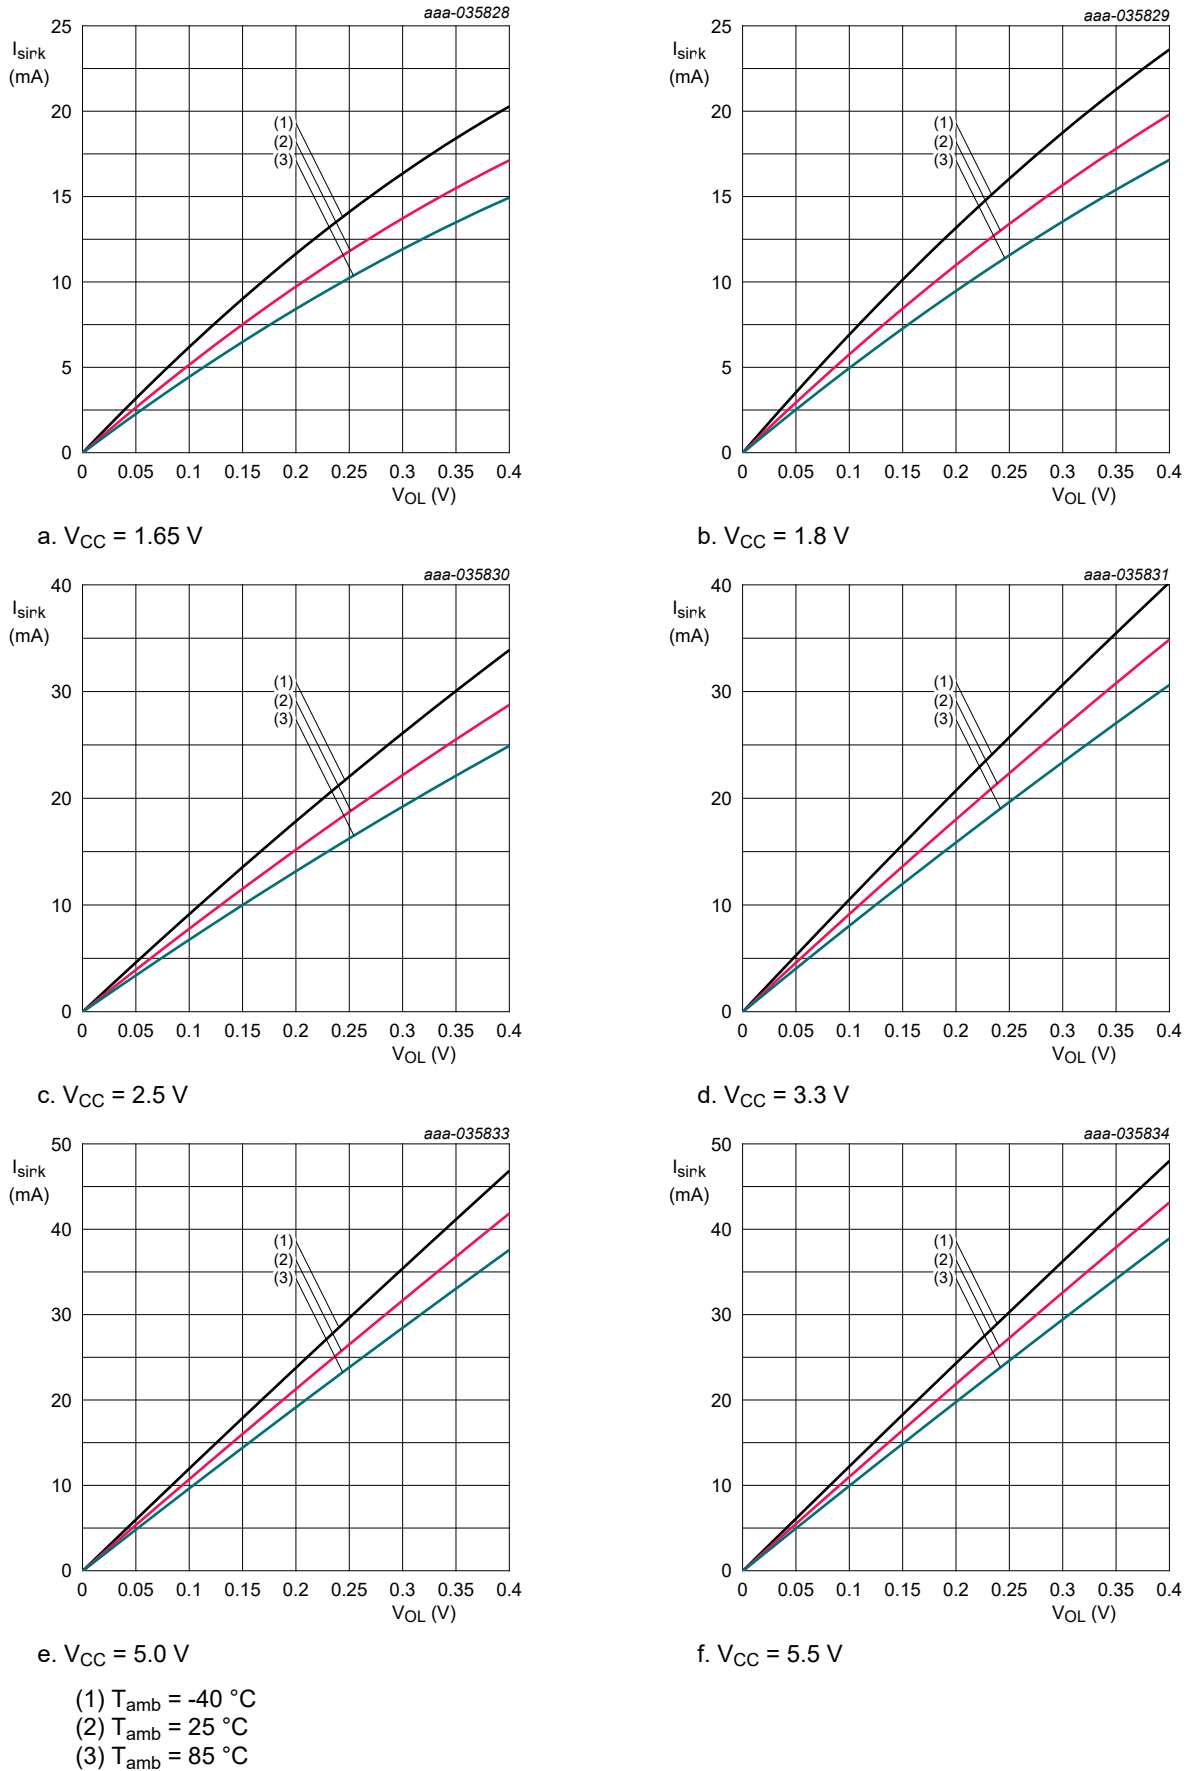 aaa-035828
25
20
15
10
5
0
I sink
(mA)
(1)
(2)
(3)
0 0.05 0.1 0.15 0.2 0.25 0.3 0.35 0.4
VOL (V)
a. VCC = 1.65 V
aaa-035829
25
20
15
10
5
0
I sink
(mA)
(1)
(2)
(3)
0 0.05 0.1 0.15 0.2 0.25 0.3 0.35 0.4
VOL (V)
b. VCC = 1.8 V
aaa-035830
40
30
20
10
0
I sink
(mA)
(1)
(2)
(3)
0 0.05 0.1 0.15 0.2 0.25 0.3 0.35 0.4
VOL (V)
c. VCC = 2.5 V
aaa-035831
40
30
20
10
0
I sink
(mA)
(1)
(2)
(3)
0 0.05 0.1 0.15 0.2 0.25 0.3 0.35 0.4
VOL (V)
d. VCC = 3.3 V
aaa-035833
50
40
30
20
10
0
I sink
(mA)
(1)
(2)
(3)
0 0.05 0.1 0.15 0.2 0.25 0.3 0.35 0.4
VOL (V)
e. VCC = 5.0 V
aaa-035834
50
40
30
20
10
0
I sink
(mA)
(1)
(2)
(3)
0 0.05 0.1 0.15 0.2 0.25 0.3 0.35 0.4
VOL (V)
f. VCC = 5.5 V
(1) Tamb = -40 °C
(2) Tamb = 25 °C
(3) Tamb = 85 °C